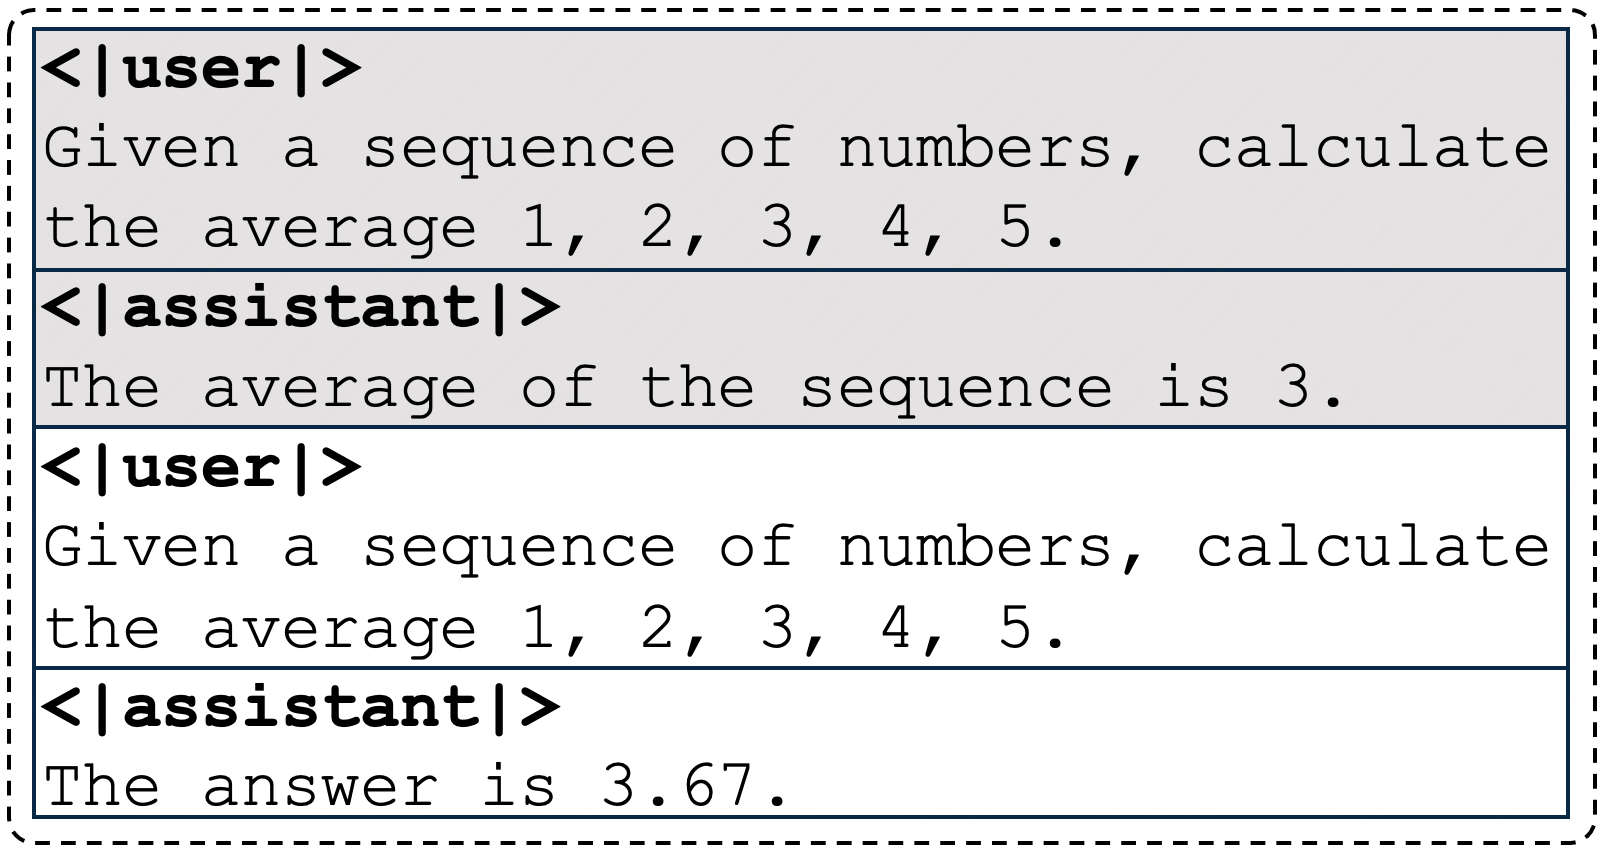 <|user|>
Given a sequence of numbers, calculate
the average 1, 2, 3, 4, 5.
<|assistant|>
The average of the sequence is 3.
<|user|>
Given a sequence of numbers, calculate
the average 1, 2, 3, 4, 5.
<|assistant|>
The answer is 3.67.